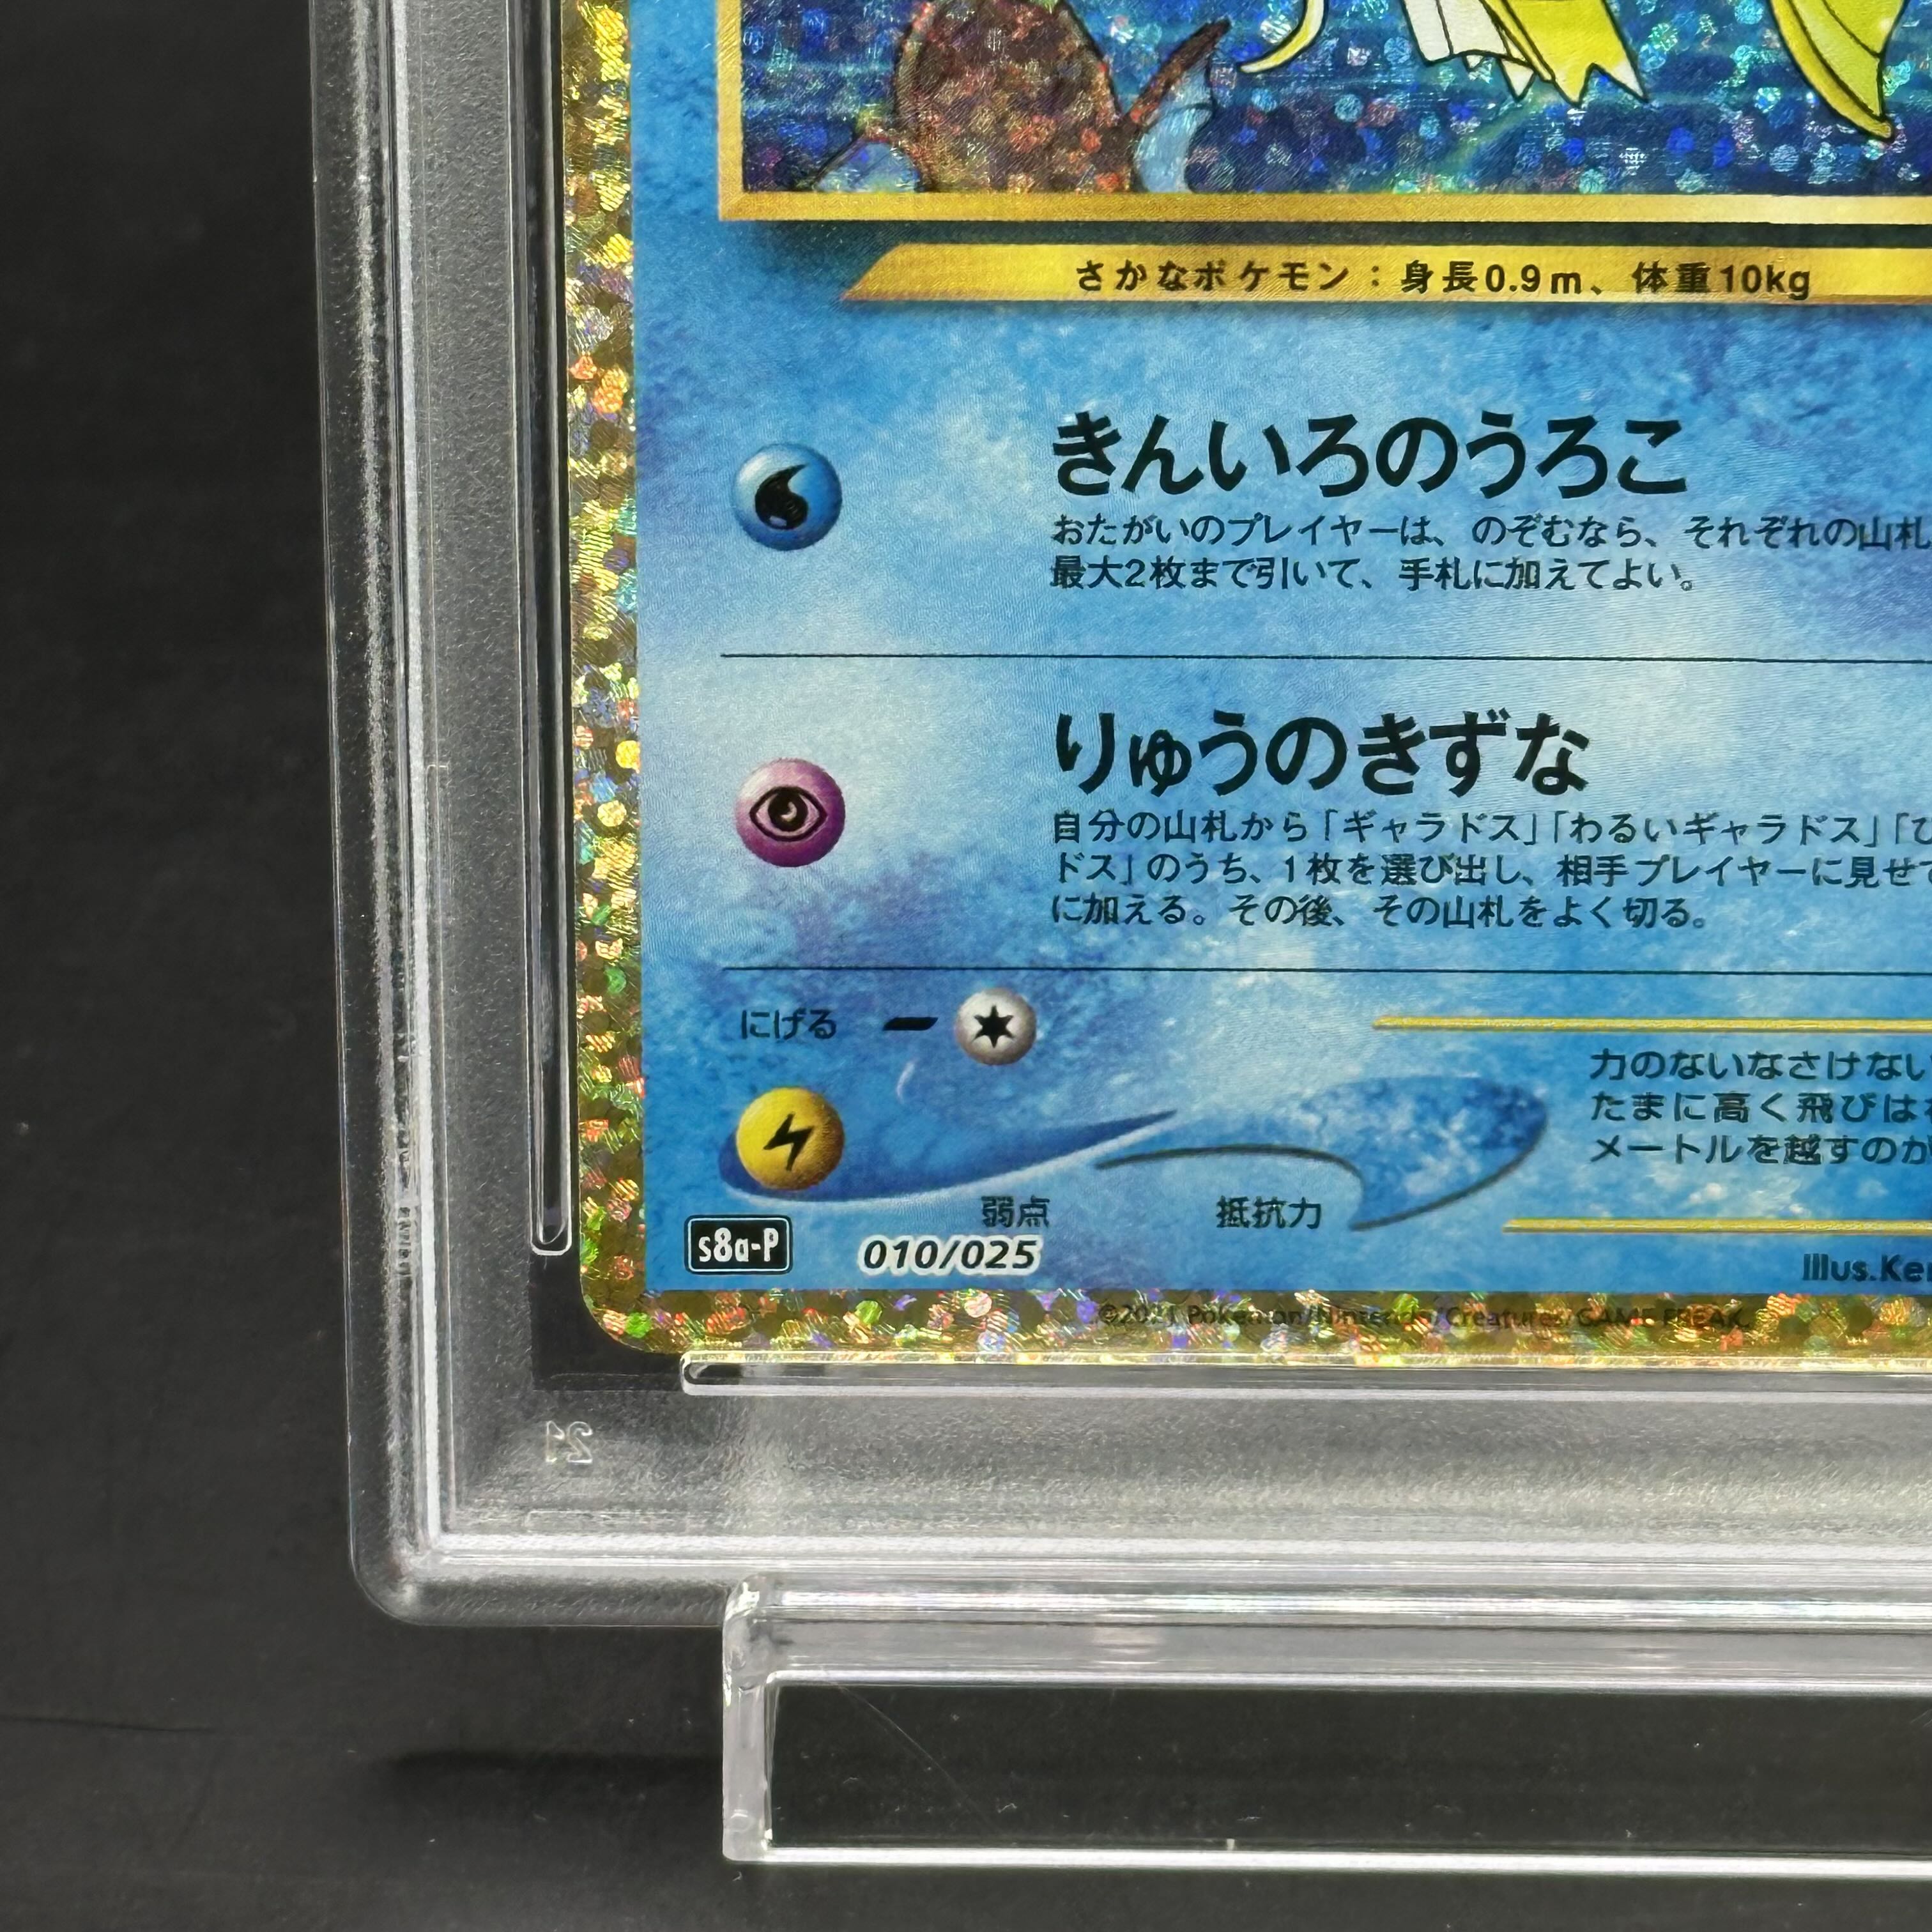 さかなポケモン：身長0.9m、体重10kg
きんいろのうろこ
おたがいのプレイヤーは、のぞむなら、それぞれの山札
最大2枚まで引いて、手札に加えてよい。
りゅうのきずな
自分の山札から「ギャラドス」「わるいギャラドス」「ひ
ドス」のうち、1枚を選び出し、相手プレイヤーに見せて
に加える。その後、その山札をよく切る。
にげる
力のないなさけない
たまに高く飛びは
メートルを越すのか
弱点 抵抗力
s8a-P 010/025
Illus.Ken
©2021 Pokémon/Nintendo/Creatures/GAME FREAK.
21